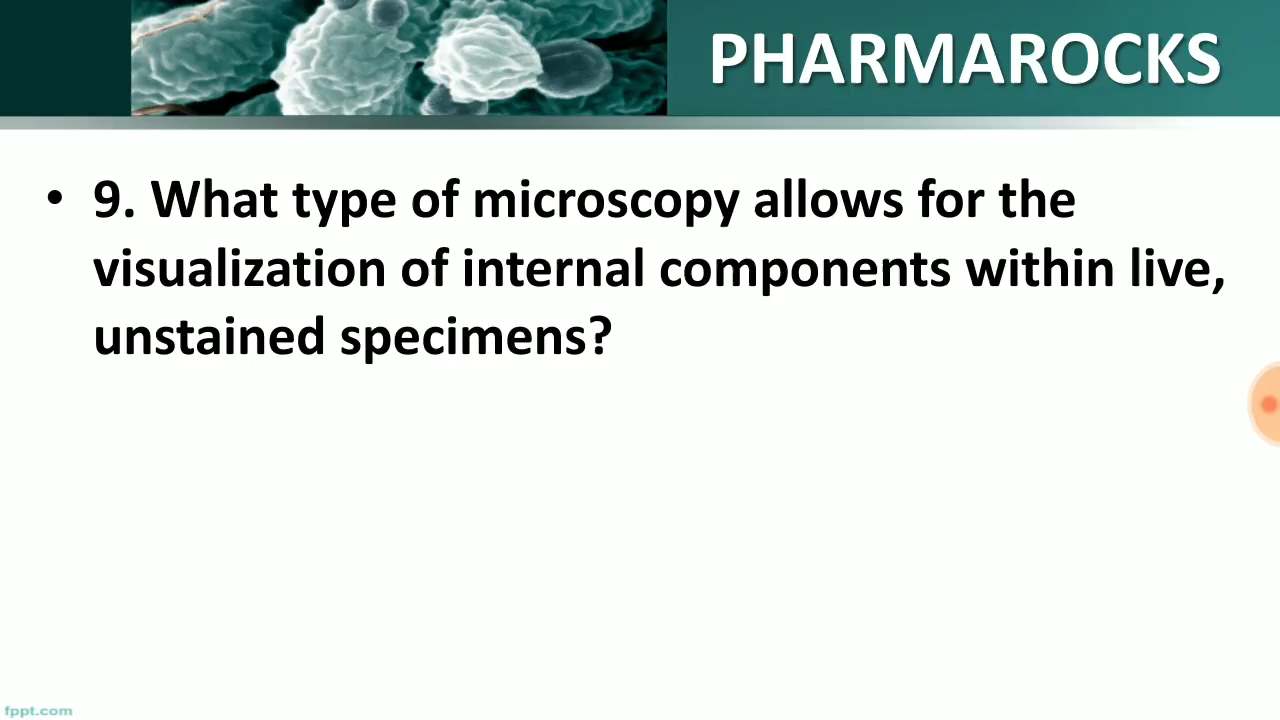 PHARMAROCKS
• 9. What type of microscopy allows for the
visualization of internal components within live,
unstained specimens?
fppt.com